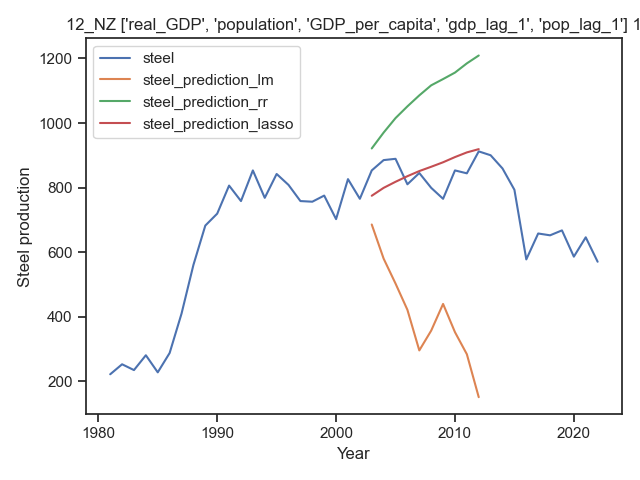 12_NZ ['real_GDP', 'population', 'GDP_per_capita', 'gdp_lag_1', 'pop_lag_1'] 1
steel
steel_prediction_lm
steel_prediction_rr
steel_prediction_lasso
Steel production
1200
1000
800
600
400
200
1980
1990
2000
2010
2020
Year